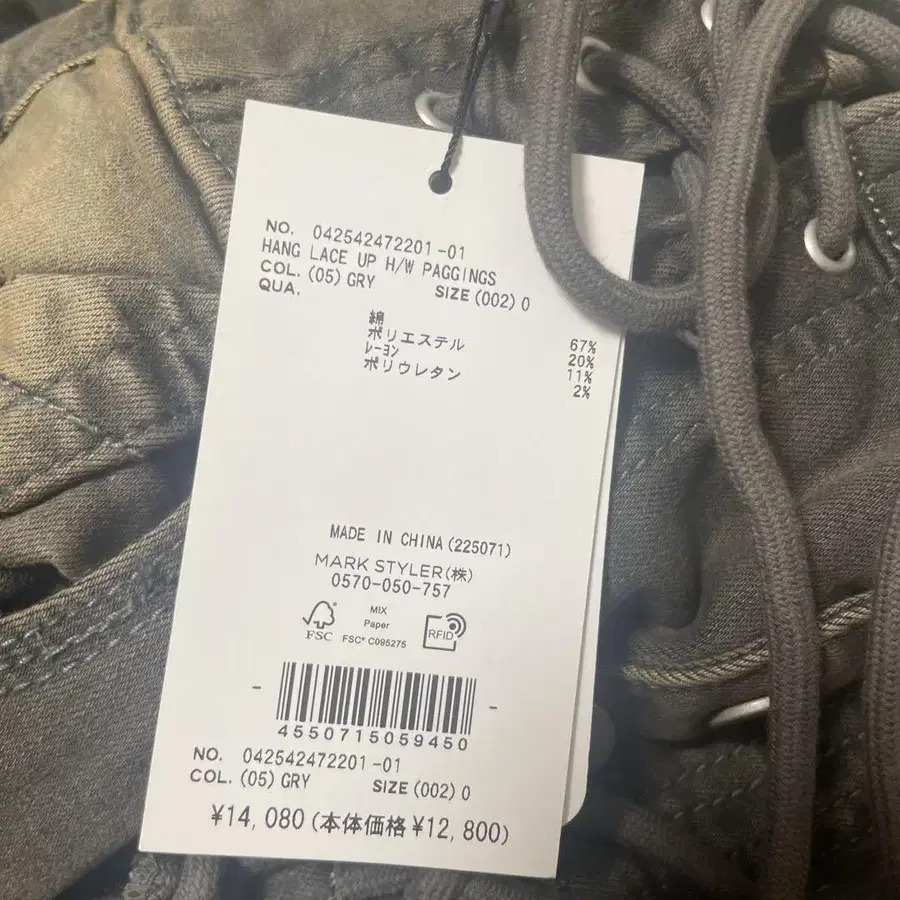 NO. 042542472201-01
HANG LACE UP H/W PAGGINGS
COL. (05) GRY SIZE (002) 0
QUA.
綿 67%
ポリエステル 20%
レーヨン 11%
ポリウレタン 2%
MADE IN CHINA (225071)
MARK STYLER(株)
0570-050-757
FSC
MIX
Paper
FSC® C095275
RFID
4550715059450
NO. 042542472201-01
COL. (05) GRY SIZE (002) 0
¥14,080 (本体価格¥12,800)